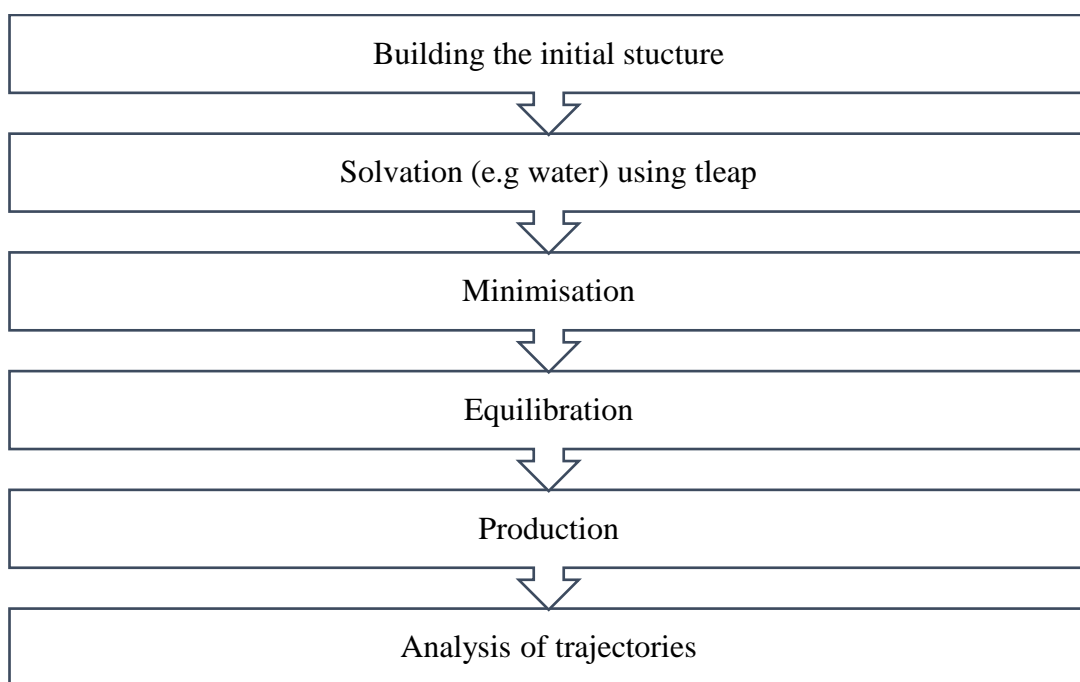 Building the initial stucture
Solvation (e.g water) using tleap
Minimisation
Equilibration
Production
Analysis of trajectories